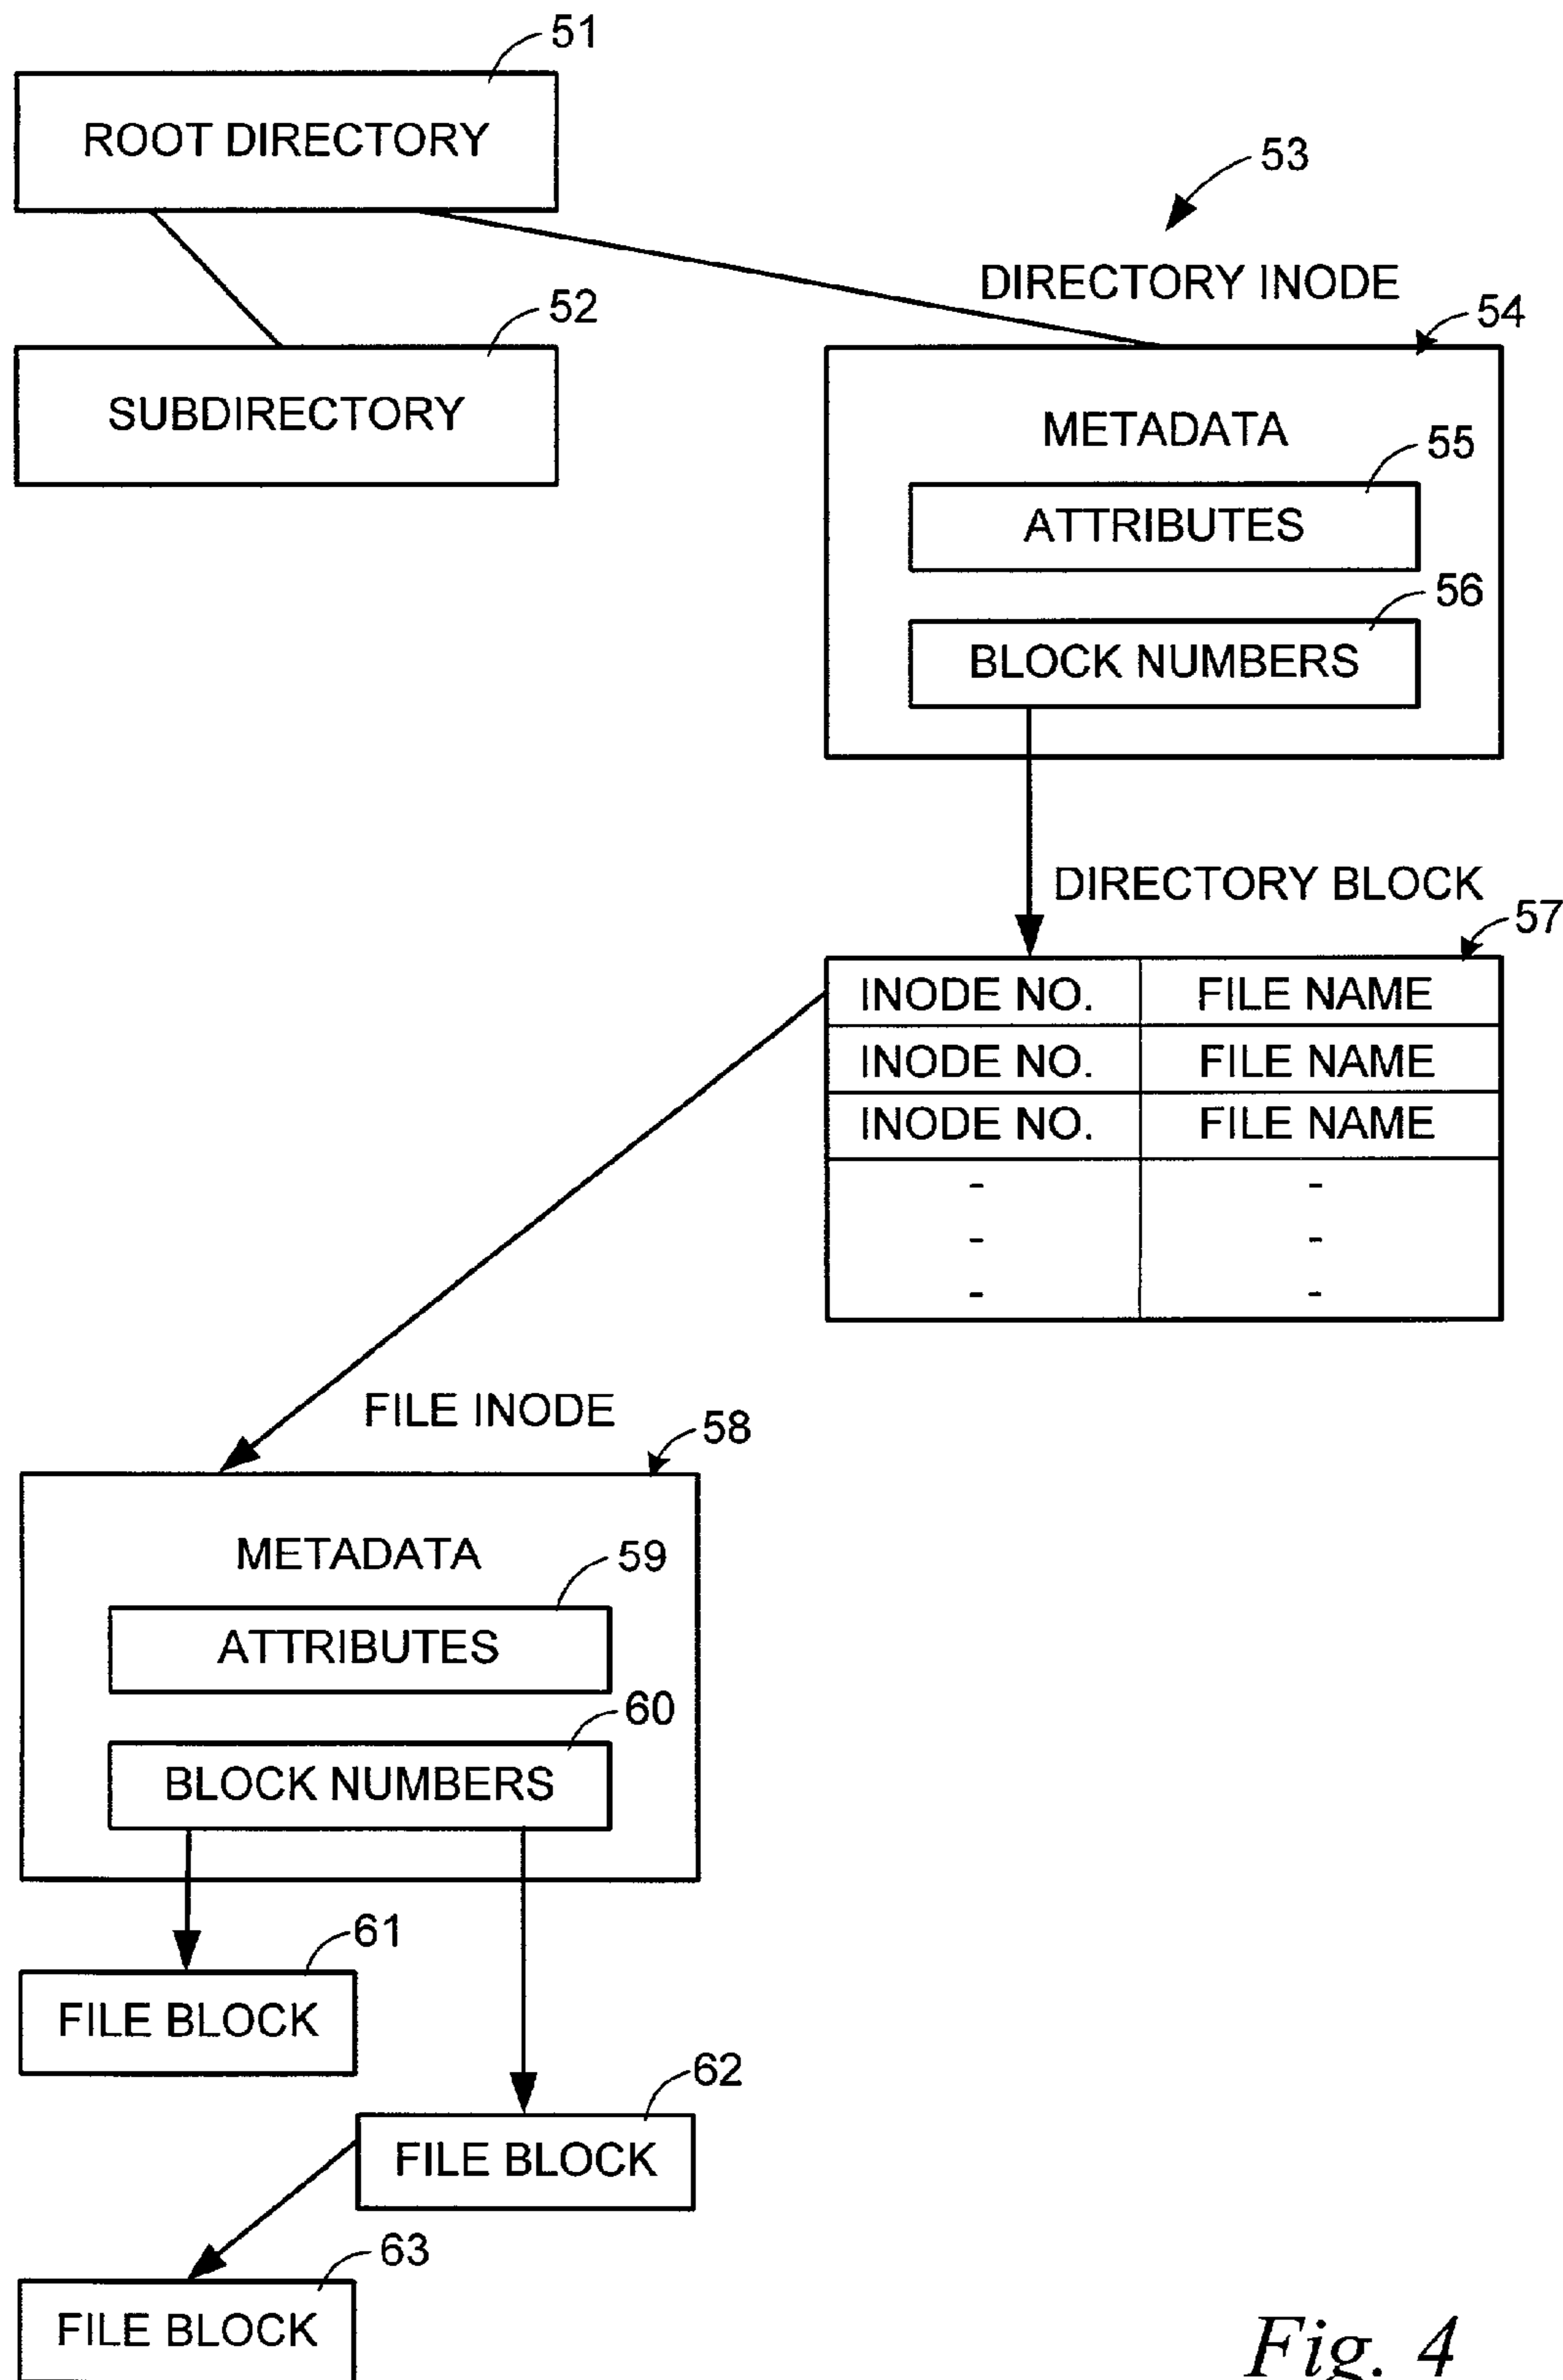 51
ROOT DIRECTORY
53
DIRECTORY INODE
52
54
SUBDIRECTORY
METADATA
55
ATTRIBUTES
56
BLOCK NUMBERS
DIRECTORY BLOCK
57
INODE NO. FILE NAME
INODE NO. FILE NAME
INODE NO. FILE NAME
- -
- -
- -
FILE INODE
58
METADATA
59
ATTRIBUTES
60
BLOCK NUMBERS
61
FILE BLOCK
62
FILE BLOCK
63
FILE BLOCK
Fig. 4